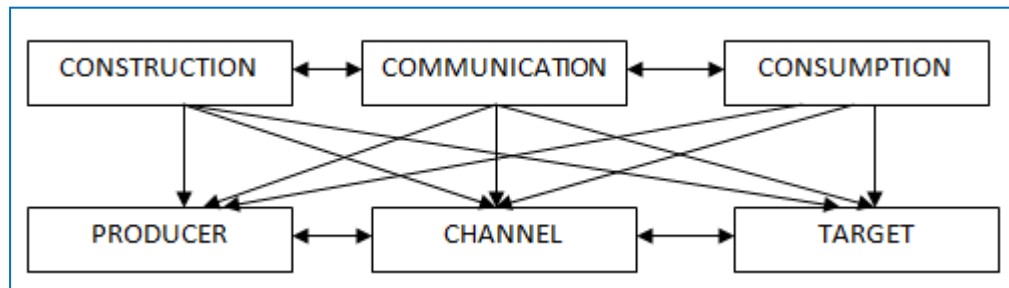 CONSTRUCTION
COMMUNICATION
CONSUMPTION
PRODUCER
CHANNEL
TARGET